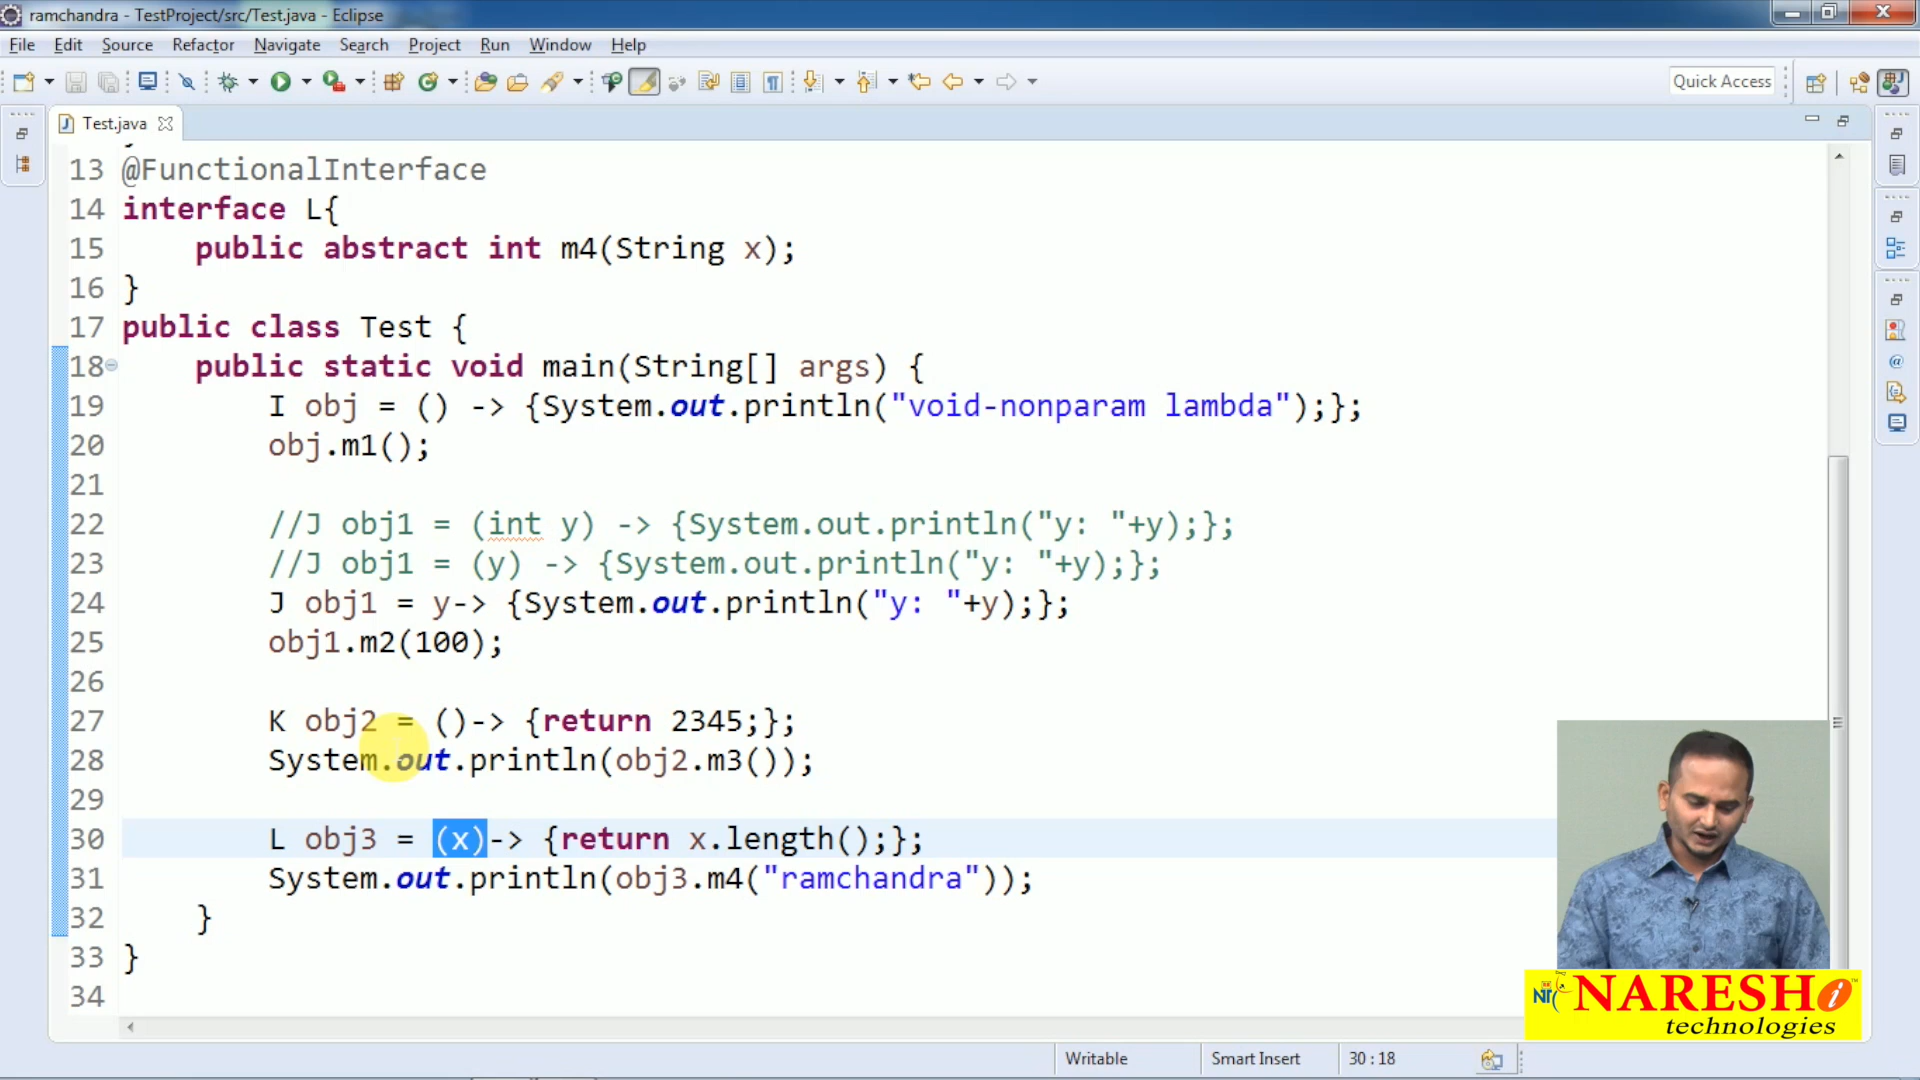 ramchandra - TestProject/src/Test.java - Eclipse
File Edit Source Refactor Navigate Search Project Run Window Help
Quick Access
Test.java
13 @FunctionalInterface
14 interface L{
15 public abstract int m4(String x);
16 }
17 public class Test {
18 public static void main(String[] args) {
19 I obj = () -> {System.out.println("void-nonparam lambda");};
20 obj.m1();
21
22 //J obj1 = (int y) -> {System.out.println("y: "+y);};
23 //J obj1 = (y) -> {System.out.println("y: "+y);};
24 J obj1 = y-> {System.out.println("y: "+y);};
25 obj1.m2(100);
26
27 K obj2 = ()-> {return 2345;};
28 System.out.println(obj2.m3());
29
30 L obj3 = (x)-> {return x.length();};
31 System.out.println(obj3.m4("ramchandra"));
32 }
33 }
34
NARESH i
technologies
Writable Smart Insert 30 : 18